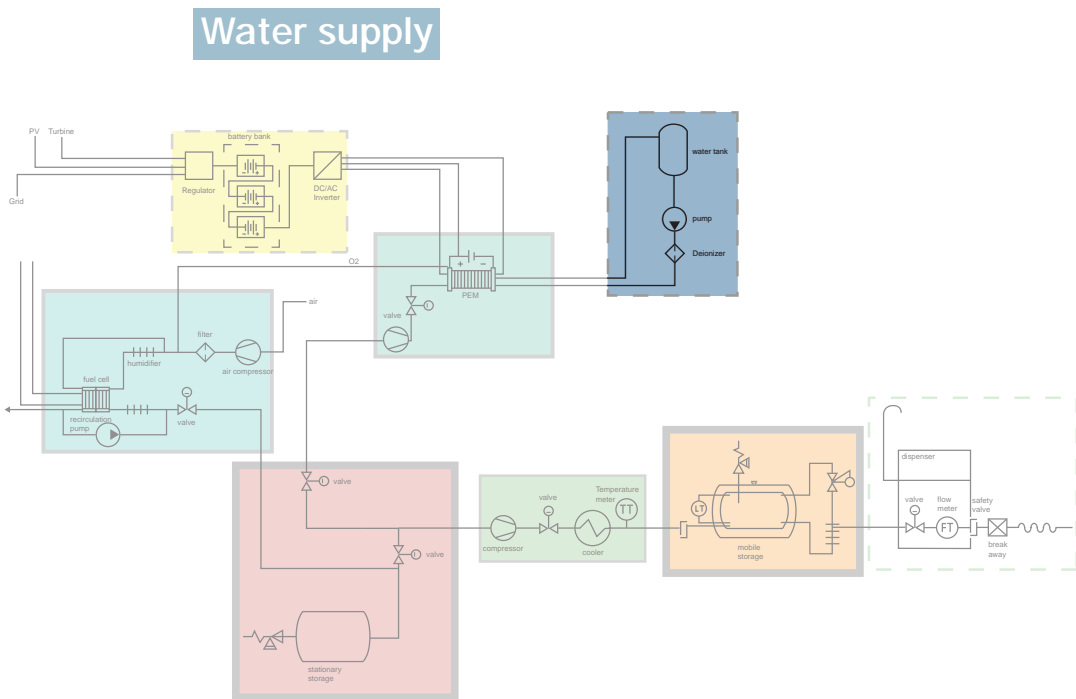 Water supply
PV
Turbine
Grid
battery bank
Regulator
DC/AC
Inverter
water tank
pump
Deionizer
O2
PEM
valve
air
filter
humidifier
air compressor
fuel cell
recirculation
pump
valve
valve
valve
stationary
storage
compressor
valve
cooler
Temperature
meter
TT
LT
mobile
storage
dispenser
valve
flow
meter
FT
safety
valve
break
away